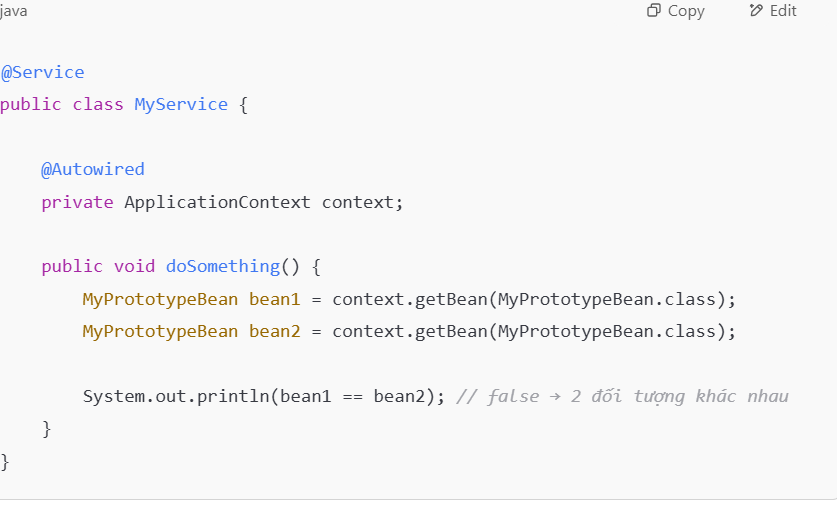 java Copy Edit
@Service
public class MyService {
@Autowired
private ApplicationContext context;
public void doSomething() {
MyPrototypeBean bean1 = context.getBean(MyPrototypeBean.class);
MyPrototypeBean bean2 = context.getBean(MyPrototypeBean.class);
System.out.println(bean1 == bean2); // false → 2 đối tượng khác nhau
}
}